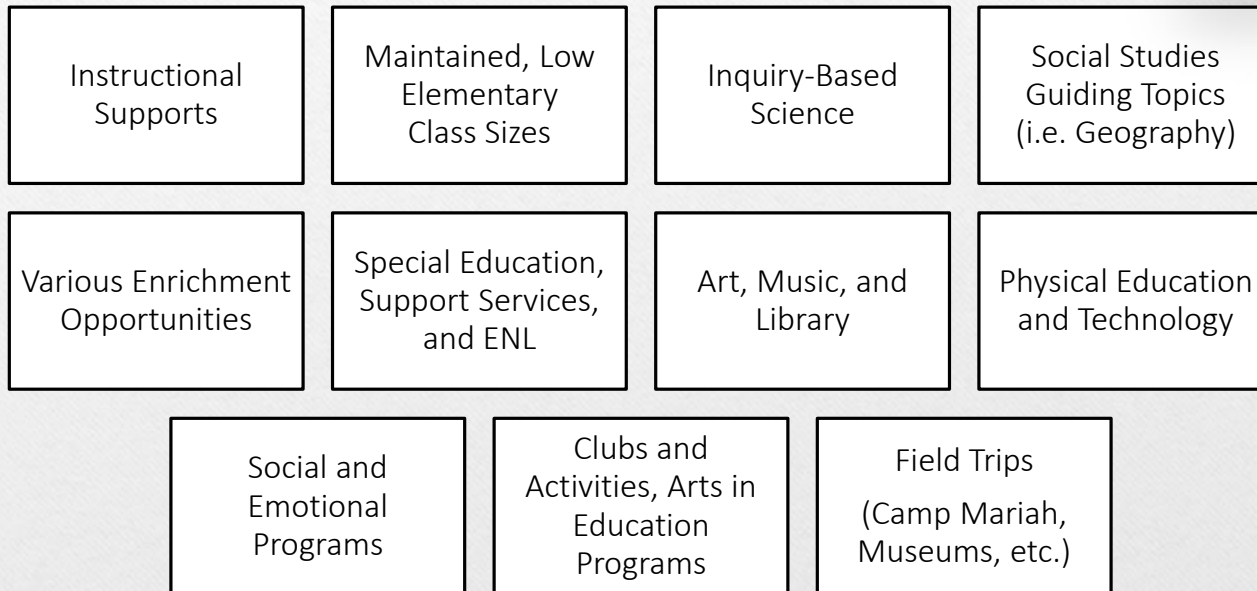 Instructional
Supports
Maintained, Low
Elementary
Class Sizes
Inquiry-Based
Science
Social Studies
Guiding Topics
(i.e. Geography)
Various Enrichment
Opportunities
Special Education,
Support Services,
and ENL
Art, Music, and
Library
Physical Education
and Technology
Social and
Emotional
Programs
Clubs and
Activities, Arts in
Education
Programs
Field Trips
(Camp Mariah,
Museums, etc.)